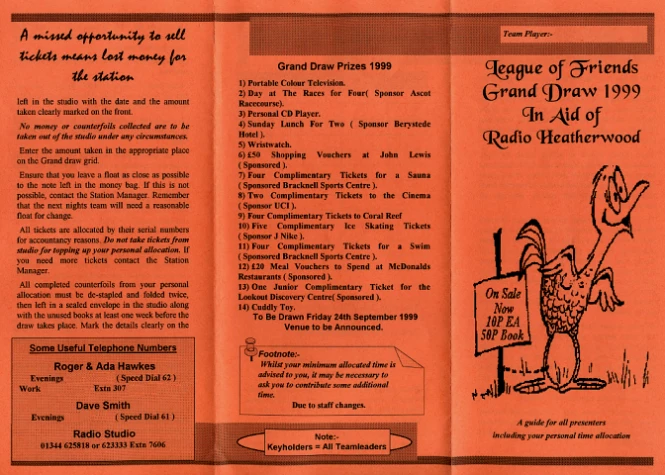 A missed opportunity to sell
tickets means lost money for
the station
left in the studio with the date and the amount
taken clearly marked on the front.
No money or counterfoils collected are to be
taken out of the studio under any circumstances.
Enter the amount taken in the appropriate place
on the Grand draw grid.
Ensure that you leave a float as close as possible
to the note left in the money bag. If this is not
possible, contact the Station Manager. Remember
that the next nights team will need a reasonable
float for change.
All tickets are allocated by their serial numbers
for accountancy reasons. Do not take tickets from
studio for topping up your personal allocation. If
you need more tickets contact the Station
Manager.
All completed counterfoils from your personal
allocation must be de-stapled and folded twice,
then left in a sealed envelope in the studio along
with the unused books at least one week before the
draw takes place. Mark the details clearly on the
Some Useful Telephone Numbers
Roger & Ada Hawkes
Evenings ( Speed Dial 62 )
Work Extn 307
Dave Smith
Evenings ( Speed Dial 61 )
Radio Studio
01344 625818 or 623333 Extn 7606
Grand Draw Prizes 1999
1) Portable Colour Television.
2) Day at The Races for Four( Sponsor Ascot
Racecourse).
3) Personal CD Player.
4) Sunday Lunch For Two ( Sponsor Berystede
Hotel ).
5) Wristwatch.
6) £50 Shopping Vouchers at John Lewis
( Sponsored ).
7) Four Complimentary Tickets for a Sauna
( Sponsored Bracknell Sports Centre ).
8) Two Complimentary Tickets to the Cinema
( Sponsor UCI ).
9) Four Complimentary Tickets to Coral Reef
10) Five Complimentary Ice Skating Tickets
( Sponsor J Nike ).
11) Four Complimentary Tickets for a Swim
( Sponsored Bracknell Sports Centre ).
12) £20 Meal Vouchers to Spend at McDonalds
Restaurants ( Sponsored ).
13) One Junior Complimentary Ticket for the
Lookout Discovery Centre( Sponsored ).
14) Cuddly Toy.
To Be Drawn Friday 24th September 1999
Venue to be Announced.
Footnote:-
Whilst your minimum allocated time is
advised to you, it may be necessary to
ask you to contribute some additional
time.
Due to staff changes.
Note:-
Keyholders = All Teamleaders
Team Player:-
League of Friends
Grand Draw 1999
In Aid of
Radio Heatherwood
On Sale
Now
10P EA
50P Book
A guide for all presenters
including your personal time allocation